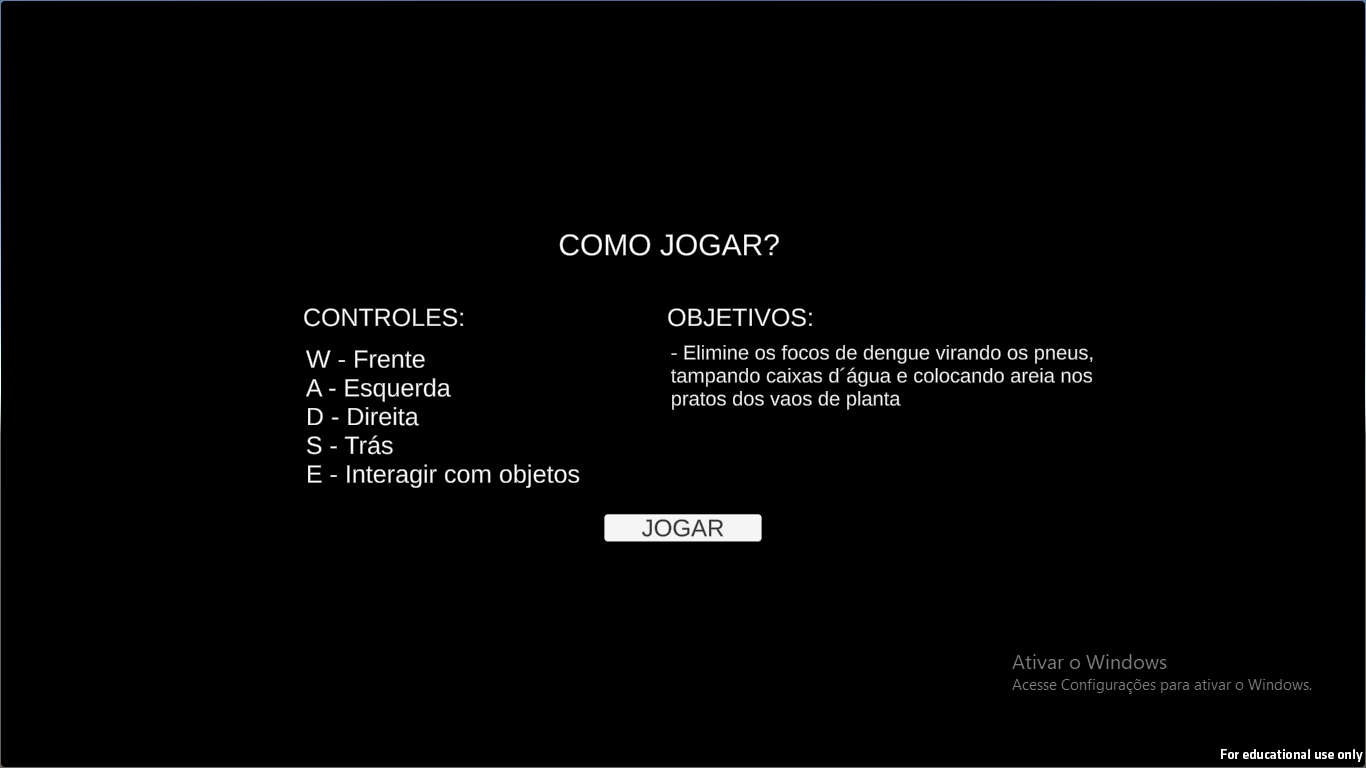 COMO JOGAR?
CONTROLES:
W - Frente
A - Esquerda
D - Direita
S - Trás
E - Interagir com objetos
OBJETIVOS:
- Elimine os focos de dengue virando os pneus,
tampando caixas d´água e colocando areia nos
pratos dos vaos de planta
JOGAR
Ativar o Windows
Acesse Configurações para ativar o Windows.
For educational use only